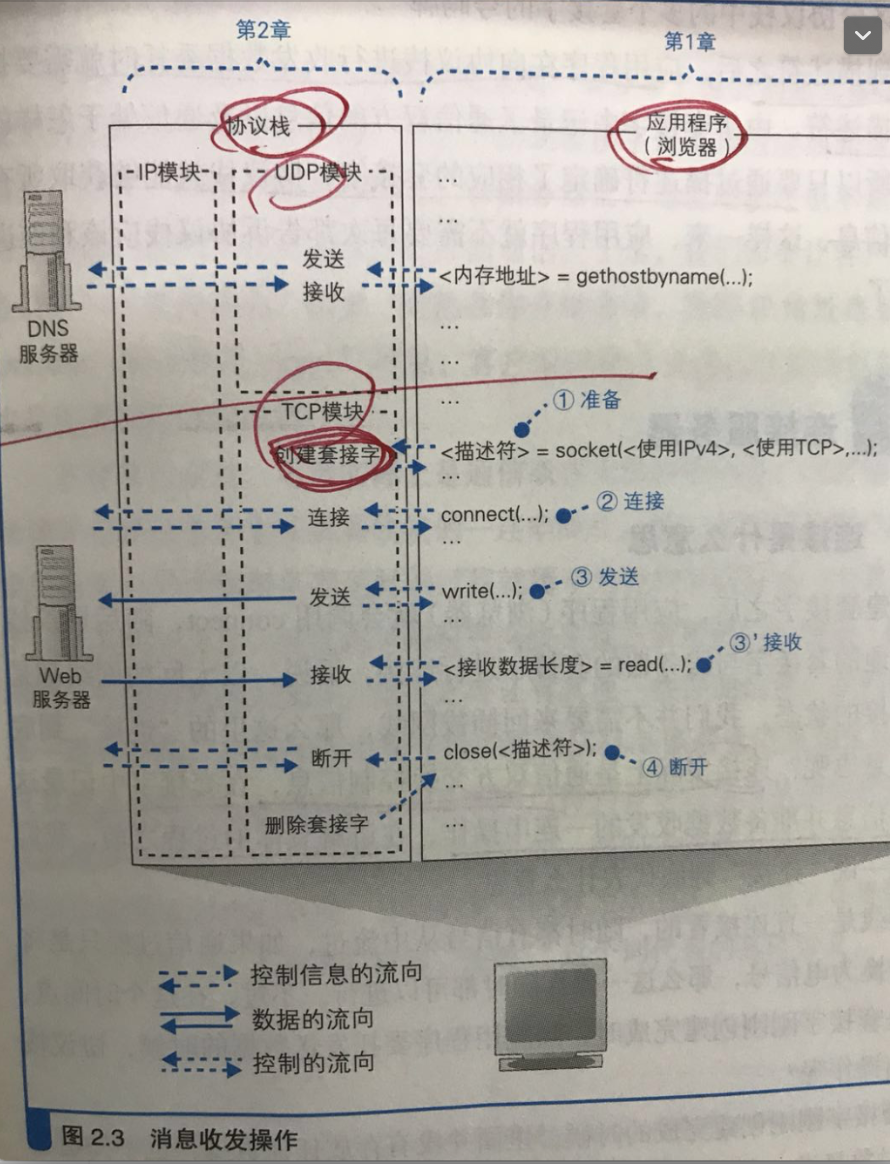 第2章
第1章
协议栈
应用程序
（浏览器）
IP模块
UDP模块
...
...
发送
<内存地址> = gethostbyname(...);
接收
DNS
服务器
...
...
...
TCP模块
① 准备
创建套接字
<描述符> = socket(<使用IPv4>, <使用TCP>,...);
...
② 连接
连接
connect(...);
...
③ 发送
发送
write(...);
...
③' 接收
接收
<接收数据长度> = read(...);
Web
服务器
...
断开
close(<描述符>);
④ 断开
...
删除套接字
...
控制信息的流向
数据的流向
控制的流向
图 2.3 消息收发操作